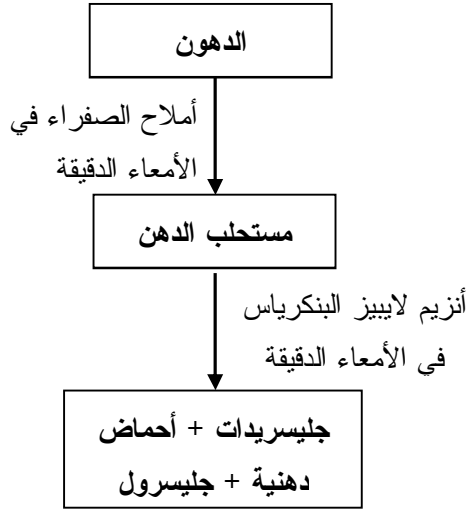 الدهون
أملاح الصفراء في
الأمعاء الدقيقة
مستحلب الدهن
أنزيم لايبيز البنكرياس
في الأمعاء الدقيقة
جليسريدات + أحماض
دهنية + جليسرول